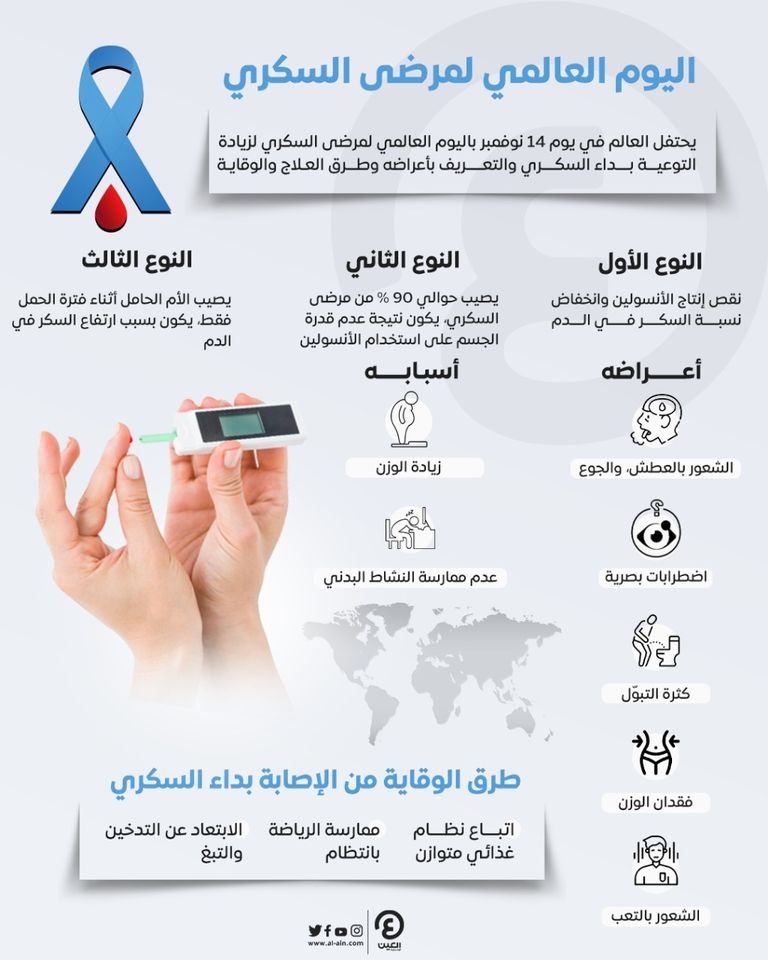 اليوم العالمي لمرضى السكري
يحتفل العالم في يوم 14 نوفمبر باليوم العالمي لمرضى السكري لزيادة
التوعية بداء السكري والتعريف بأعراضه وطرق العلاج والوقاية
النوع الأول
نقص إنتاج الأنسولين وانخفاض
نسبة السكر في الدم
أعراضه
الشعور بالعطش، والجوع
اضطرابات بصرية
كثرة التبوّل
فقدان الوزن
الشعور بالتعب
النوع الثاني
يصيب حوالي 90 % من مرضى
السكري، يكون نتيجة عدم قدرة
الجسم على استخدام الأنسولين
أسبابه
زيادة الوزن
عدم ممارسة النشاط البدني
النوع الثالث
يصيب الأم الحامل أثناء فترة الحمل
فقط، يكون بسبب ارتفاع السكر في
الدم
طرق الوقاية من الإصابة بداء السكري
اتباع نظام
غذائي متوازن
ممارسة الرياضة
بانتظام
الابتعاد عن التدخين
والتبغ
العين
www.al-ain.com